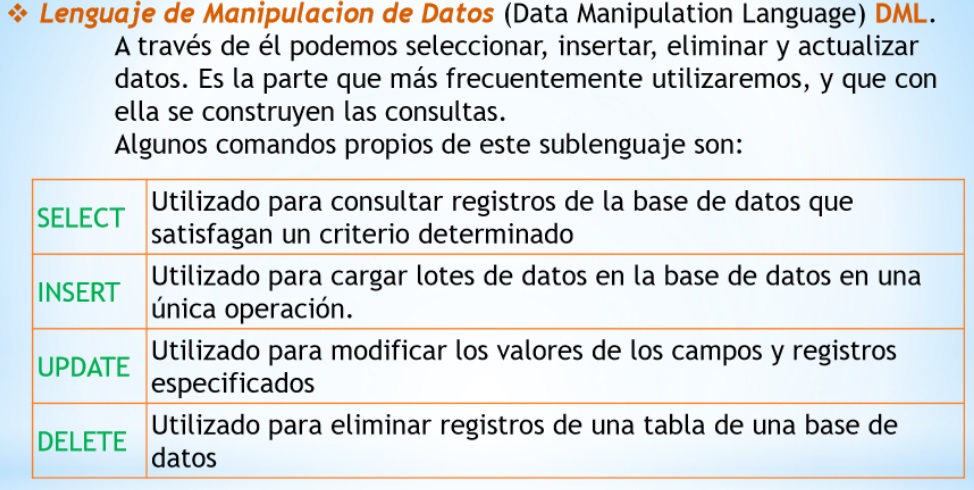 ❖ Lenguaje de Manipulacion de Datos (Data Manipulation Language) DML.
A través de él podemos seleccionar, insertar, eliminar y actualizar
datos. Es la parte que más frecuentemente utilizaremos, y que con
ella se construyen las consultas.
Algunos comandos propios de este sublenguaje son:
SELECT
Utilizado para consultar registros de la base de datos que
satisfagan un criterio determinado
INSERT
Utilizado para cargar lotes de datos en la base de datos en una
única operación.
UPDATE
Utilizado para modificar los valores de los campos y registros
especificados
DELETE
Utilizado para eliminar registros de una tabla de una base de
datos